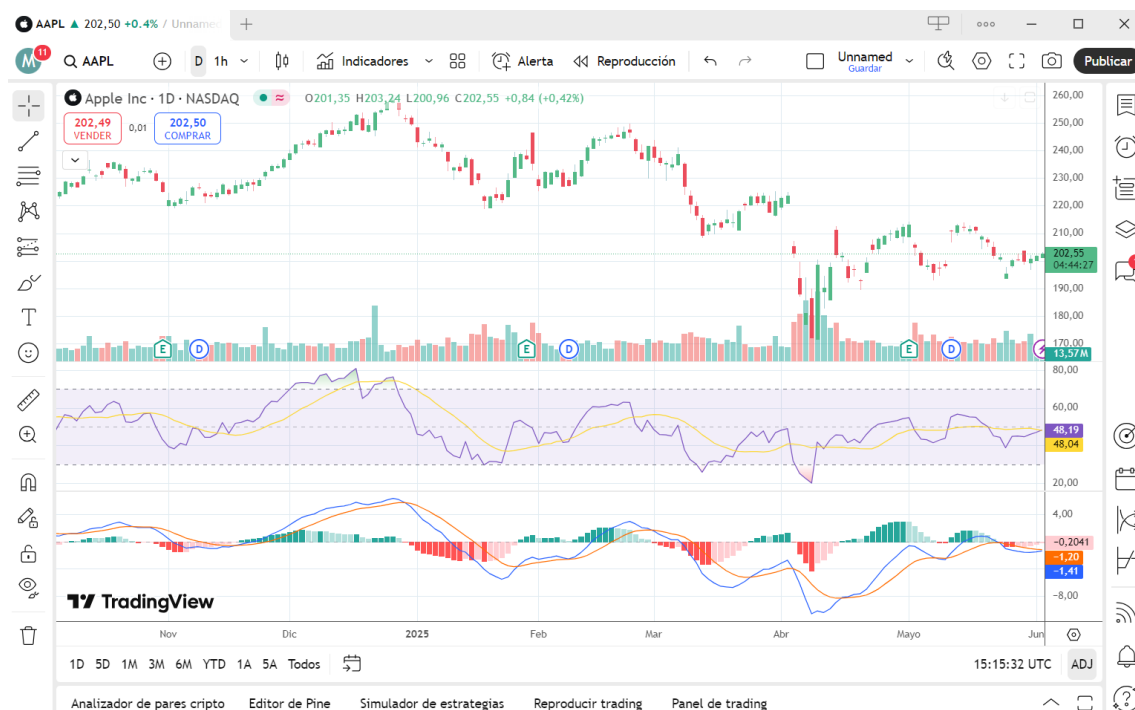 AAPL ▲ 202,50 +0.4% / Unname
M 11 AAPL D 1h Indicadores Alerta Reproducción Unnamed Guardar Publicar
Apple Inc · 1D · NASDAQ O201,35 H203,24 L200,96 C202,55 +0,84 (+0,42%)
202,49 VENDER 0,01 202,50 COMPRAR
260,00
250,00
240,00
230,00
220,00
210,00
202,55
04:44:27
190,00
180,00
170,00
13,57M
E D E D E D
80,00
60,00
48,19
48,04
20,00
4,00
−0,2041
−1,20
−1,41
−8,00
TradingView
Nov Dic 2025 Feb Mar Abr Mayo Jun
1D 5D 1M 3M 6M YTD 1A 5A Todos 15:15:32 UTC ADJ
Analizador de pares cripto Editor de Pine Simulador de estrategias Reproducir trading Panel de trading